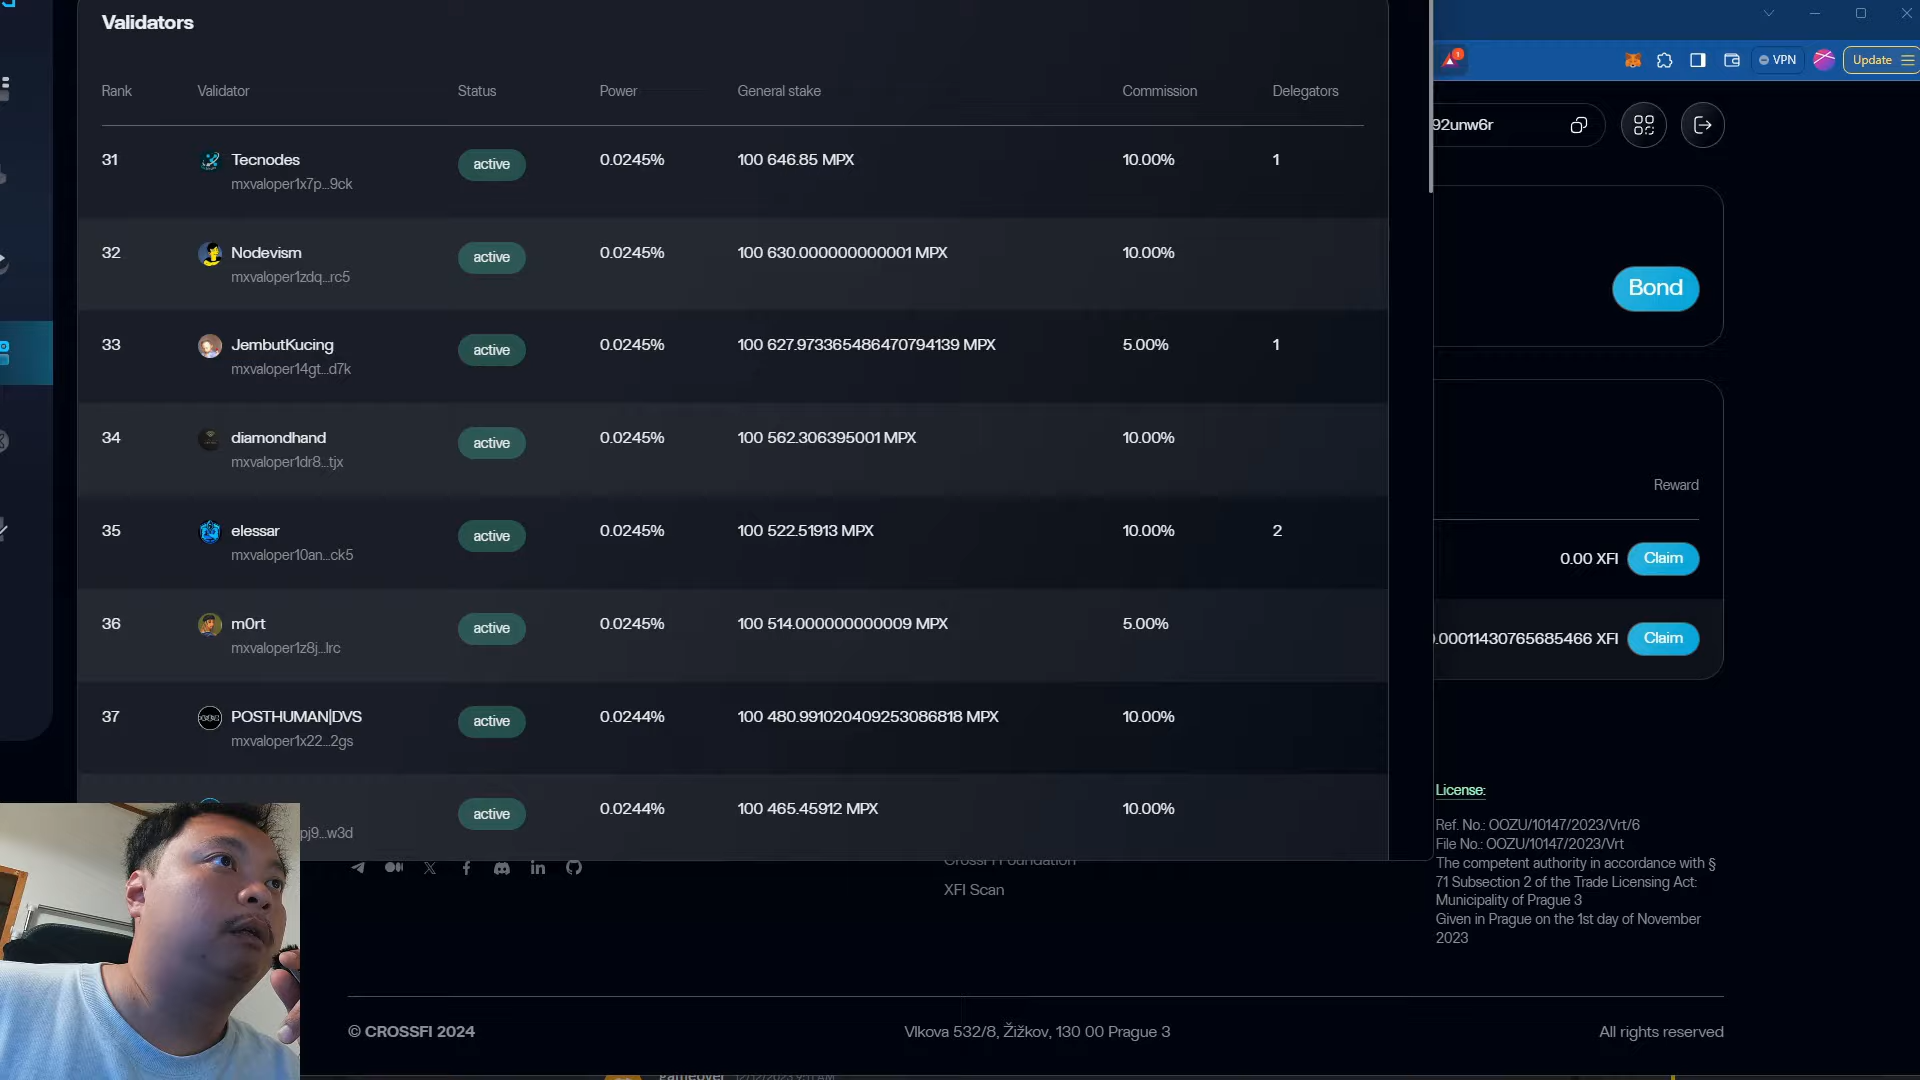 Validators
Rank Validator Status Power General stake Commission Delegators
31 Tecnodes active 0.0245% 100 646.85 MPX 10.00% 1
mxvaloper1x7p...9ck
32 Nodevism active 0.0245% 100 630.000000000001 MPX 10.00%
mxvaloper1zdq...rc5
33 JembutKucing active 0.0245% 100 627.973365486470794139 MPX 5.00% 1
mxvaloper14gt...d7k
34 diamondhand active 0.0245% 100 562.306395001 MPX 10.00%
mxvaloper1dr8...tjx
35 elessar active 0.0245% 100 522.51913 MPX 10.00% 2
mxvaloper10an...ck5
36 m0rt active 0.0245% 100 514.000000000009 MPX 5.00%
mxvaloper1z8j...lrc
37 POSTHUMAN|DVS active 0.0244% 100 480.991020409253086818 MPX 10.00%
mxvaloper1x22...2gs
active 0.0244% 100 465.45912 MPX 10.00%
pj9...w3d
1
VPN
Update
92unw6r
Bond
Reward
0.00 XFI Claim
.00011430765685466 XFI Claim
License:
Ref. No.: OOZU/10147/2023/Vrt/6
File No.: OOZU/10147/2023/Vrt
The competent authority in accordance with §
71 Subsection 2 of the Trade Licensing Act:
Municipality of Prague 3
Given in Prague on the 1st day of November
2023
CrossFi Foundation
XFI Scan
© CROSSFI 2024 Vlkova 532/8, Žižkov, 130 00 Prague 3 All rights reserved